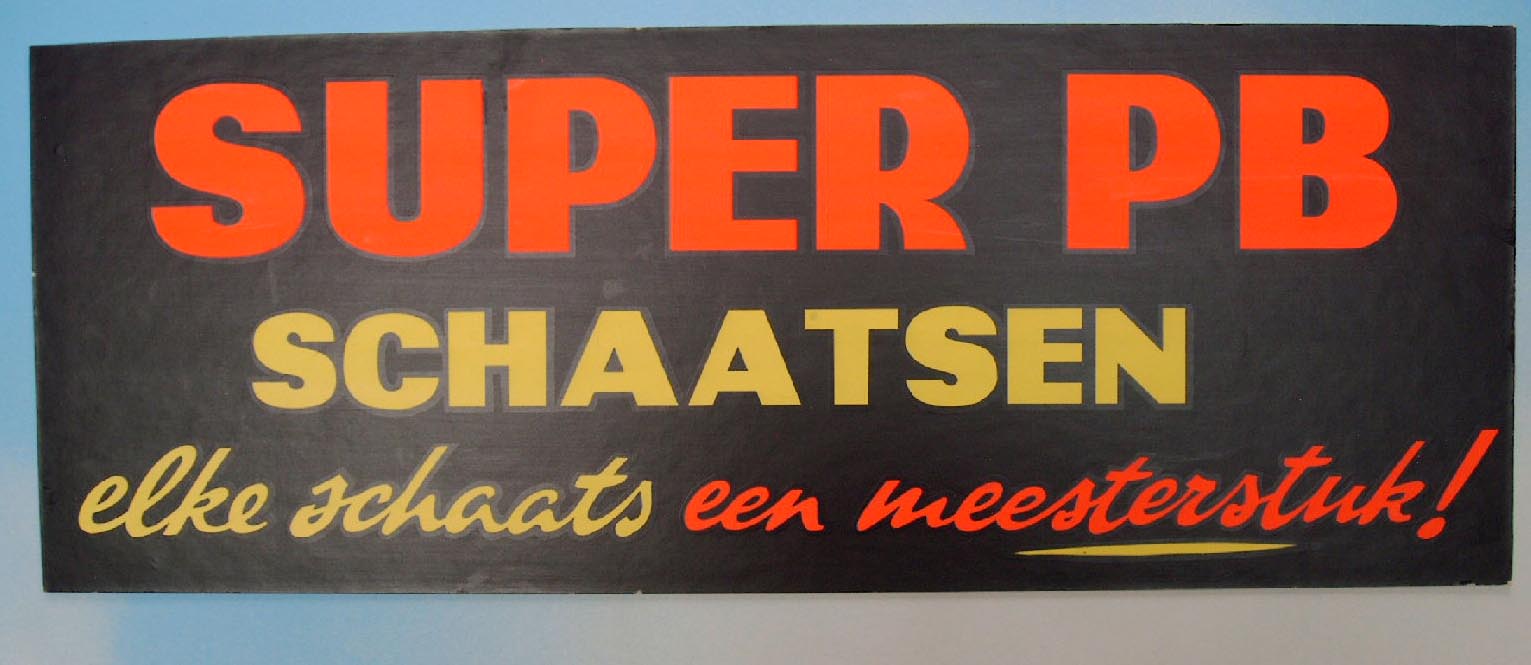 SUPER PB
SCHAATSEN
elke schaats een meesterstuk!